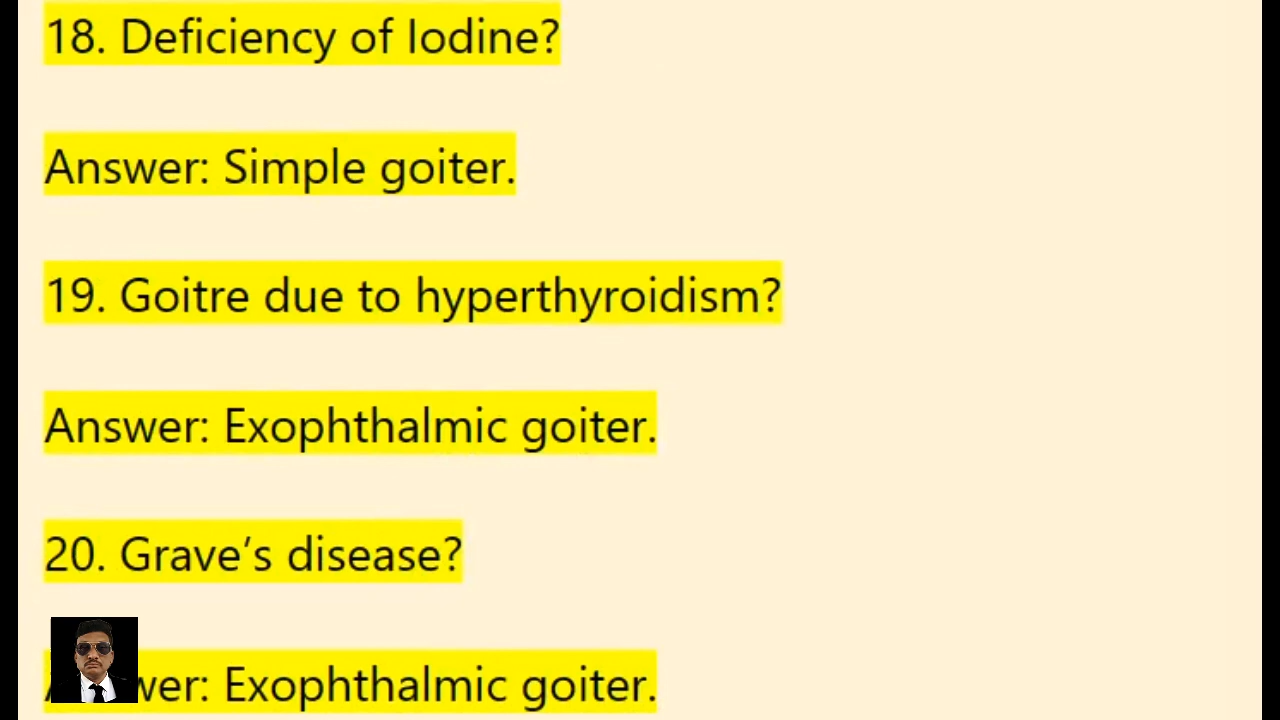 18. Deficiency of Iodine?
Answer: Simple goiter.
19. Goitre due to hyperthyroidism?
Answer: Exophthalmic goiter.
20. Grave’s disease?
wer: Exophthalmic goiter.